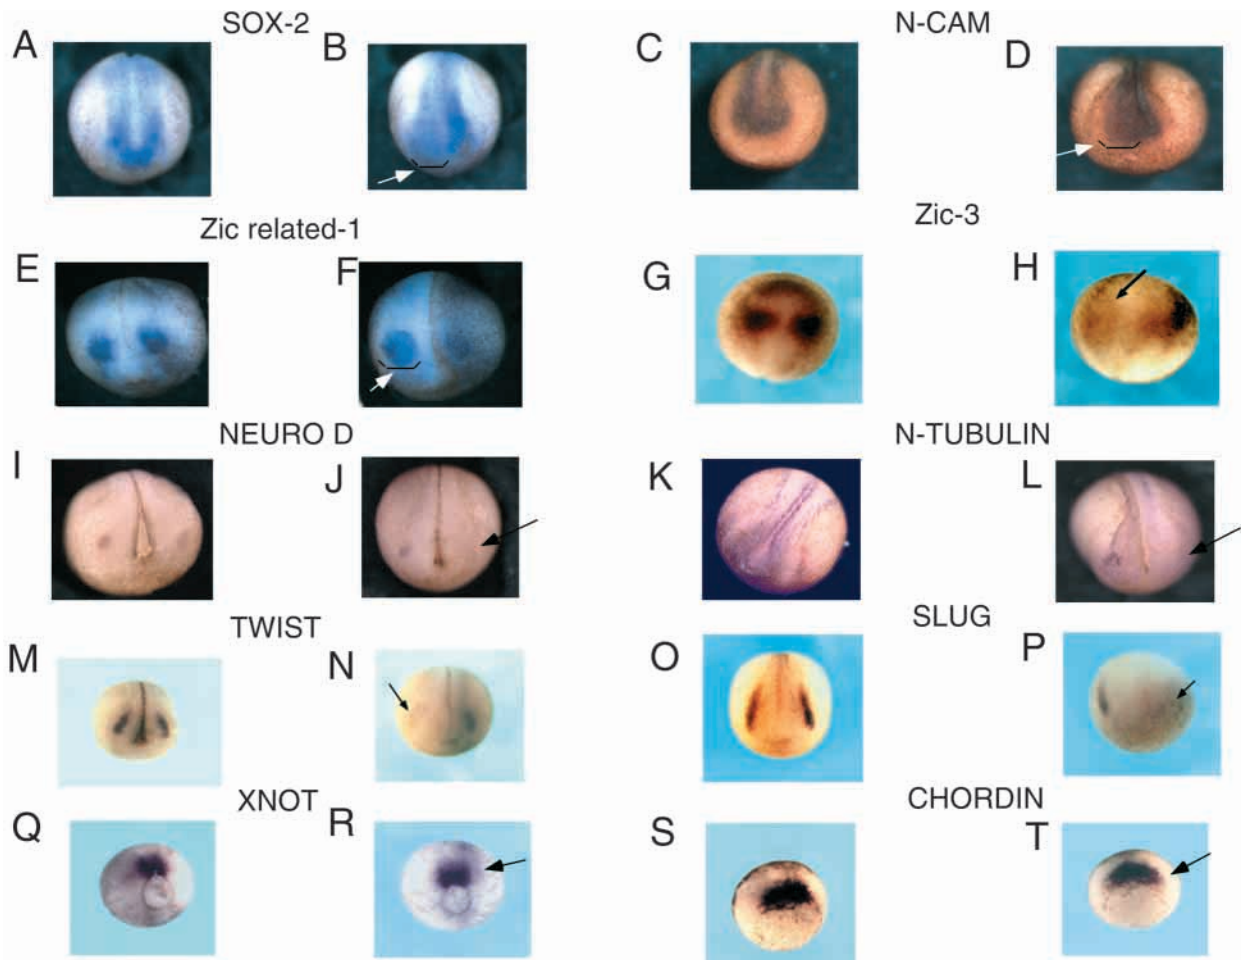 SOX-2 N-CAM
A B C D
Zic related-1 Zic-3
E F G H
NEURO D N-TUBULIN
I J K L
TWIST SLUG
M N O P
XNOT CHORDIN
Q R S T